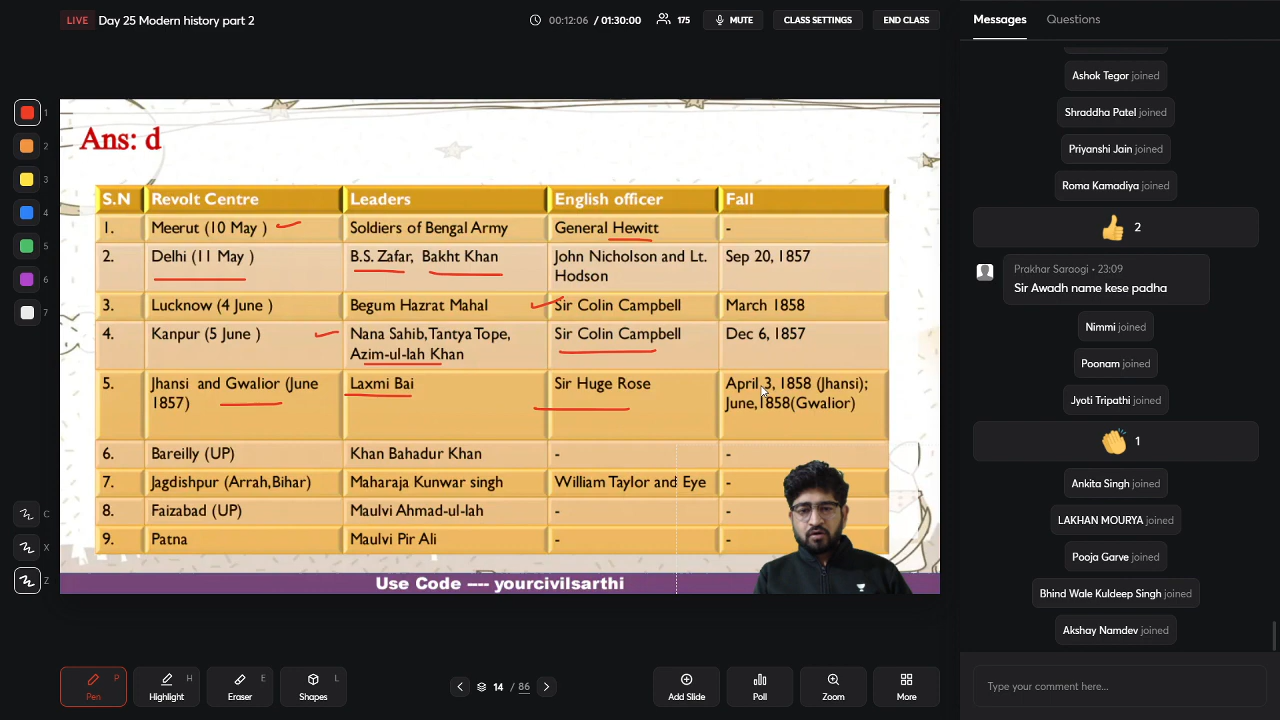 LIVE Day 25 Modern history part 2
00:12:06 / 01:30:00 175 MUTE CLASS SETTINGS END CLASS
1
2
3
4
5
6
7
C
X
Z
Ans: d
S.N Revolt Centre Leaders English officer Fall
1. Meerut (10 May ) Soldiers of Bengal Army General Hewitt -
2. Delhi (11 May ) B.S. Zafar, Bakht Khan John Nicholson and Lt. Hodson Sep 20, 1857
3. Lucknow (4 June ) Begum Hazrat Mahal Sir Colin Campbell March 1858
4. Kanpur (5 June ) Nana Sahib,Tantya Tope, Azim-ul-lah Khan Sir Colin Campbell Dec 6, 1857
5. Jhansi and Gwalior (June 1857) Laxmi Bai Sir Huge Rose April 3, 1858 (Jhansi); June,1858(Gwalior)
6. Bareilly (UP) Khan Bahadur Khan - -
7. Jagdishpur (Arrah,Bihar) Maharaja Kunwar singh William Taylor and Eye -
8. Faizabad (UP) Maulvi Ahmad-ul-lah - -
9. Patna Maulvi Pir Ali - -
Use Code ---- yourcivilsarthi
Pen P
Highlight H
Eraser E
Shapes L
14 / 86
Add Slide
Poll
Zoom
More
Messages Questions
Ashok Tegor joined
Shraddha Patel joined
Priyanshi Jain joined
Roma Kamadiya joined
2
Prakhar Saraogi • 23:09
Sir Awadh name kese padha
Nimmi joined
Poonam joined
Jyoti Tripathi joined
1
Ankita Singh joined
LAKHAN MOURYA joined
Pooja Garve joined
Bhind Wale Kuldeep Singh joined
Akshay Namdev joined
Type your comment here...